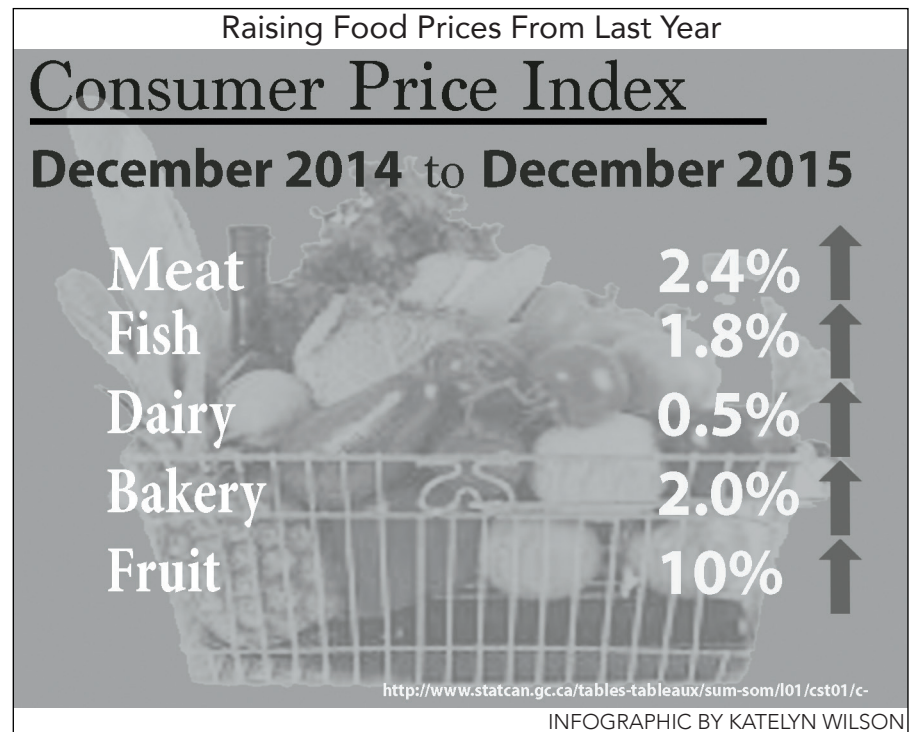 Raising Food Prices From Last Year
Consumer Price Index
December 2014 to December 2015
Meat 2.4%
Fish 1.8%
Dairy 0.5%
Bakery 2.0%
Fruit 10%
http://www.statcan.gc.ca/tables-tableaux/sum-som/l01/cst01/c-
INFOGRAPHIC BY KATELYN WILSON